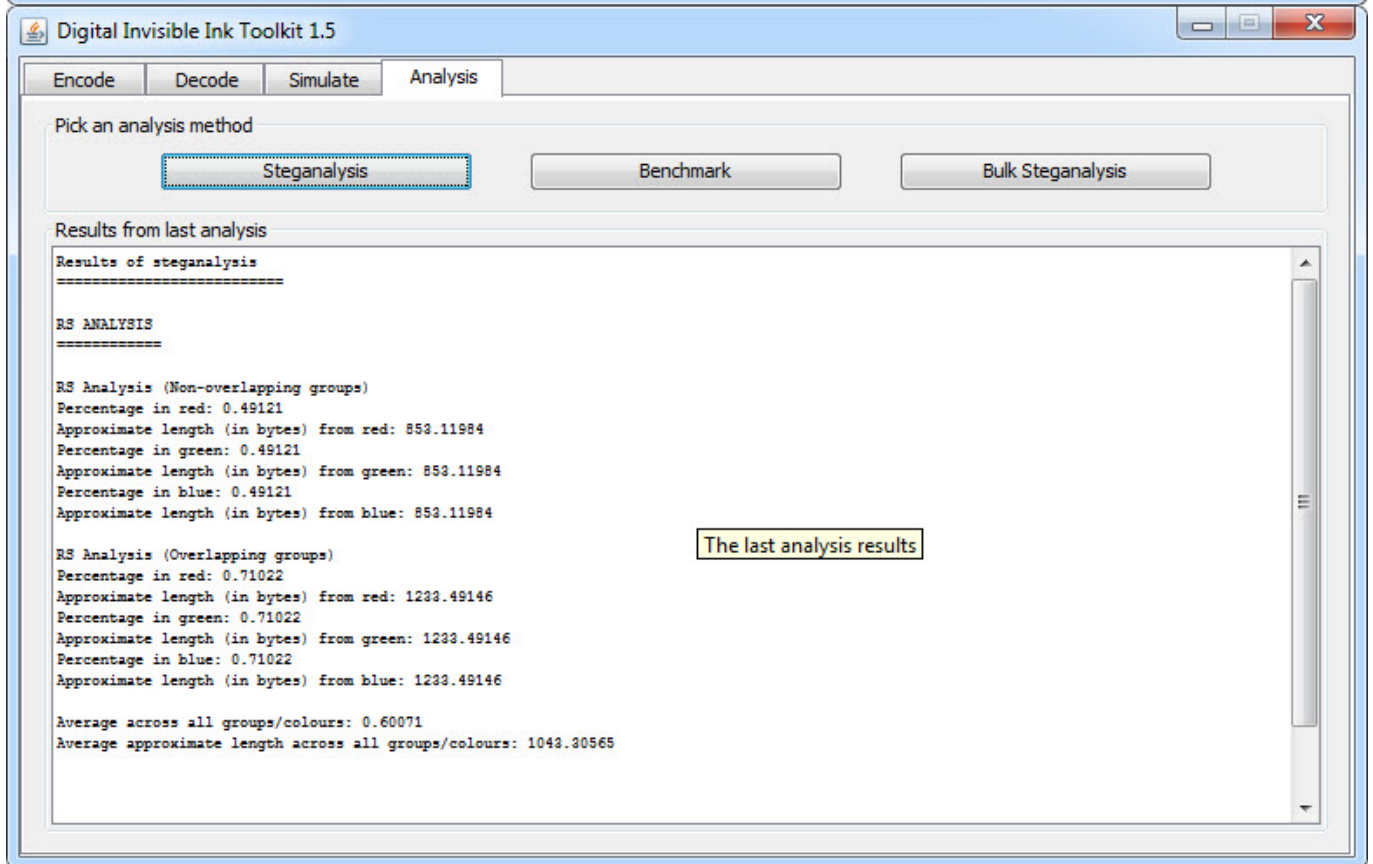 Digital Invisible Ink Toolkit 1.5
Encode Decode Simulate Analysis
Pick an analysis method
Steganalysis Benchmark Bulk Steganalysis
Results from last analysis
Results of steganalysis
==========================
RS ANALYSIS
============
RS Analysis (Non-overlapping groups)
Percentage in red: 0.49121
Approximate length (in bytes) from red: 853.11984
Percentage in green: 0.49121
Approximate length (in bytes) from green: 853.11984
Percentage in blue: 0.49121
Approximate length (in bytes) from blue: 853.11984
The last analysis results
RS Analysis (Overlapping groups)
Percentage in red: 0.71022
Approximate length (in bytes) from red: 1233.49146
Percentage in green: 0.71022
Approximate length (in bytes) from green: 1233.49146
Percentage in blue: 0.71022
Approximate length (in bytes) from blue: 1233.49146
Average across all groups/colours: 0.60071
Average approximate length across all groups/colours: 1043.30565